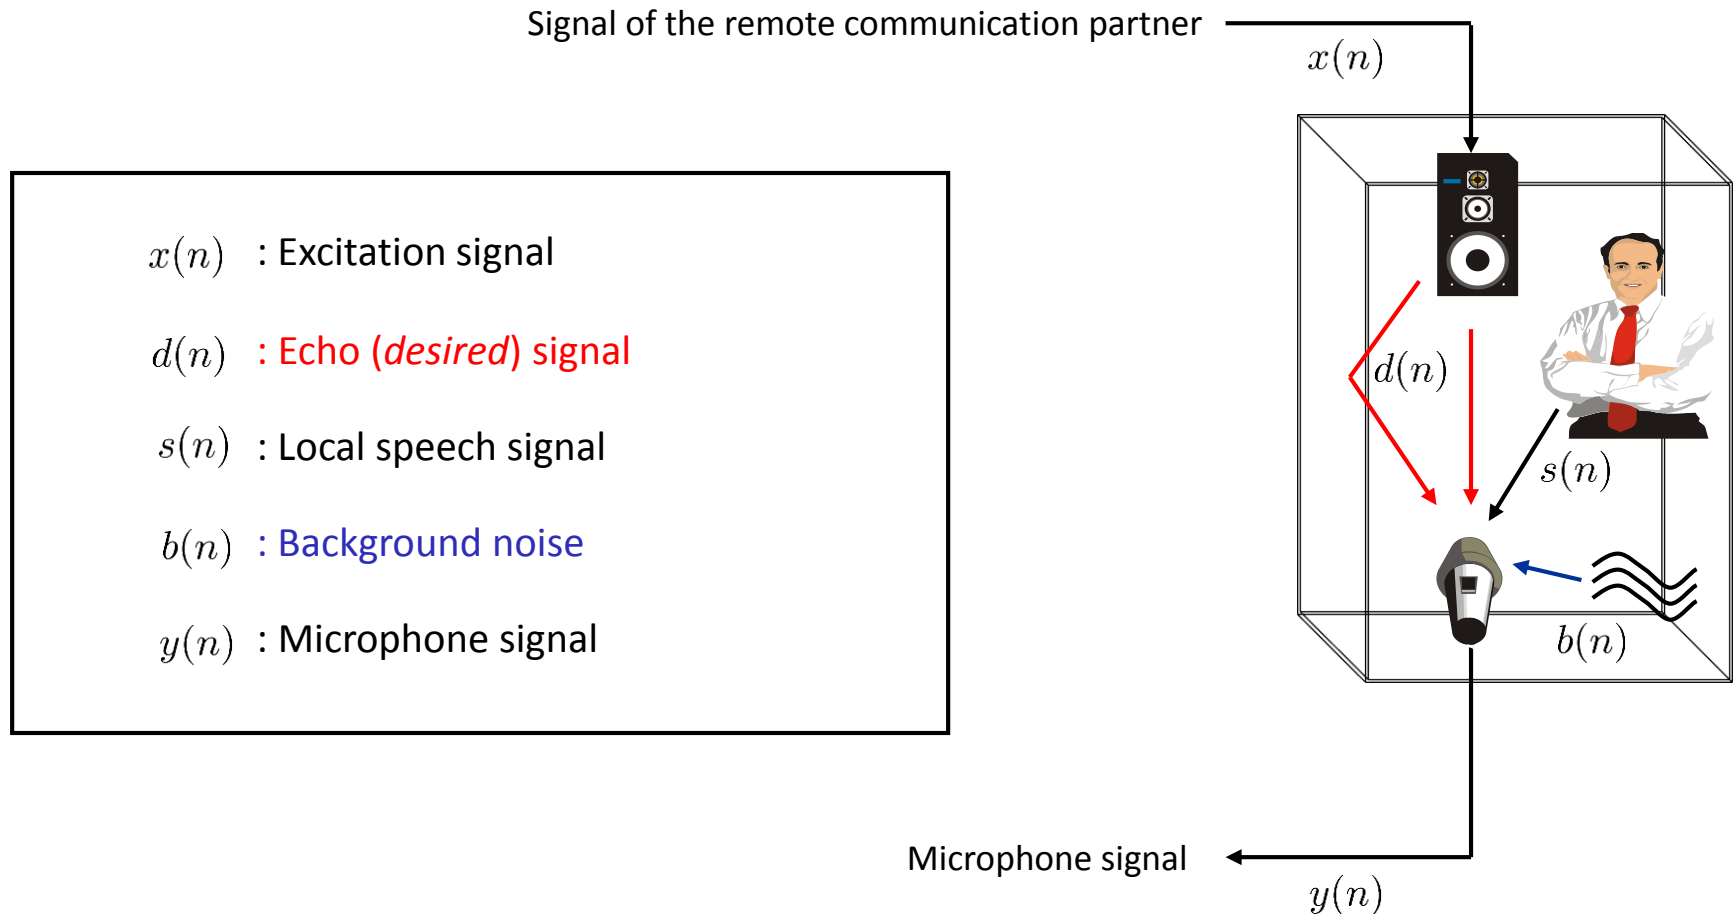 Signal of the remote communication partner
x(n)
x(n) : Excitation signal
d(n) : Echo (desired) signal
d(n)
s(n) : Local speech signal
s(n)
b(n) : Background noise
y(n) : Microphone signal
b(n)
Microphone signal
y(n)